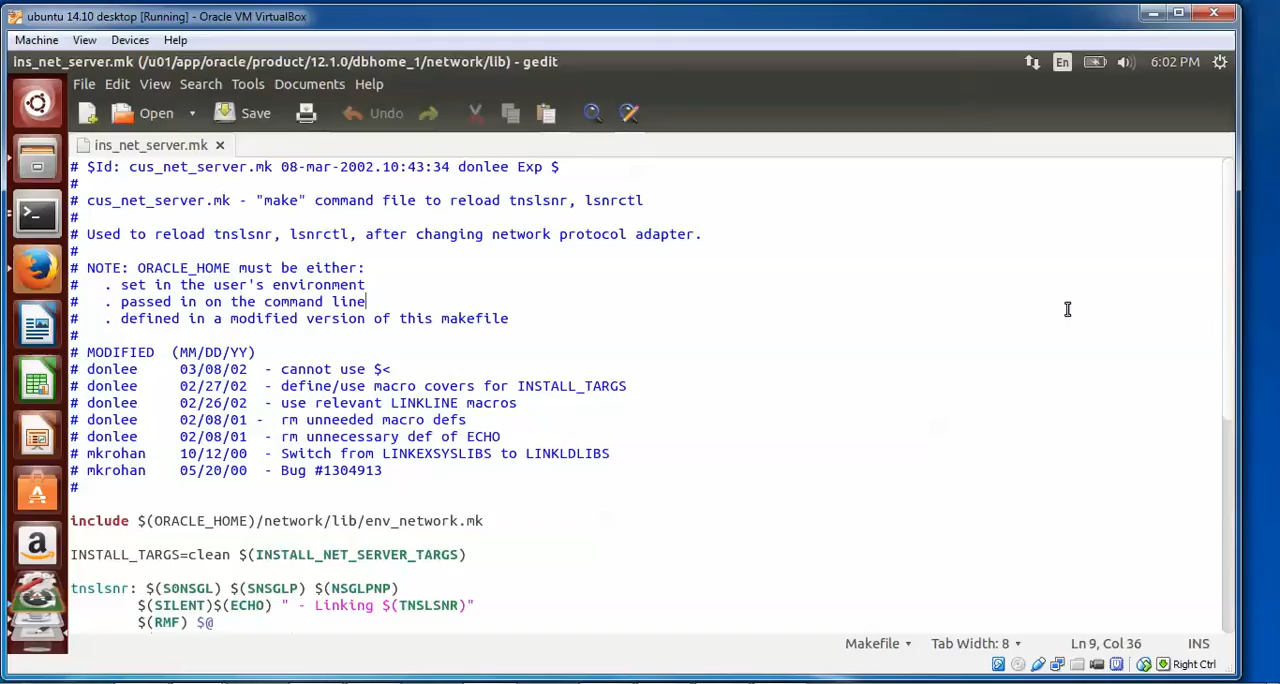 ubuntu 14.10 desktop [Running] - Oracle VM VirtualBox
Machine View Devices Help
ins_net_server.mk (/u01/app/oracle/product/12.1.0/dbhome_1/network/lib) - gedit
En 6:02 PM
File Edit View Search Tools Documents Help
Open Save Undo
ins_net_server.mk
# $Id: cus_net_server.mk 08-mar-2002.10:43:34 donlee Exp $
#
# cus_net_server.mk - "make" command file to reload tnslsnr, lsnrctl
#
# Used to reload tnslsnr, lsnrctl, after changing network protocol adapter.
#
# NOTE: ORACLE_HOME must be either:
#   . set in the user's environment
#   . passed in on the command line
#   . defined in a modified version of this makefile
#
# MODIFIED  (MM/DD/YY)
# donlee     03/08/02  - cannot use $<
# donlee     02/27/02  - define/use macro covers for INSTALL_TARGS
# donlee     02/26/02  - use relevant LINKLINE macros
# donlee     02/08/01 -  rm unneeded macro defs
# donlee     02/08/01  - rm unnecessary def of ECHO
# mkrohan    10/12/00  - Switch from LINKEXSYSLIBS to LINKLDLIBS
# mkrohan    05/20/00  - Bug #1304913
#
include $(ORACLE_HOME)/network/lib/env_network.mk
INSTALL_TARGS=clean $(INSTALL_NET_SERVER_TARGS)
tnslsnr: $(S0NSGL) $(SNSGLP) $(NSGLPNP)
$(SILENT)$(ECHO) " - Linking $(TNSLSNR)"
$(RMF) $@
Makefile Tab Width: 8 Ln 9, Col 36 INS
Right Ctrl